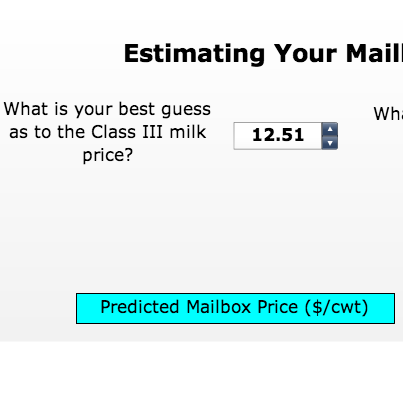 Estimating Your Mail
What is your best guess
as to the Class III milk
price?
12.51
Wha
Predicted Mailbox Price ($/cwt)